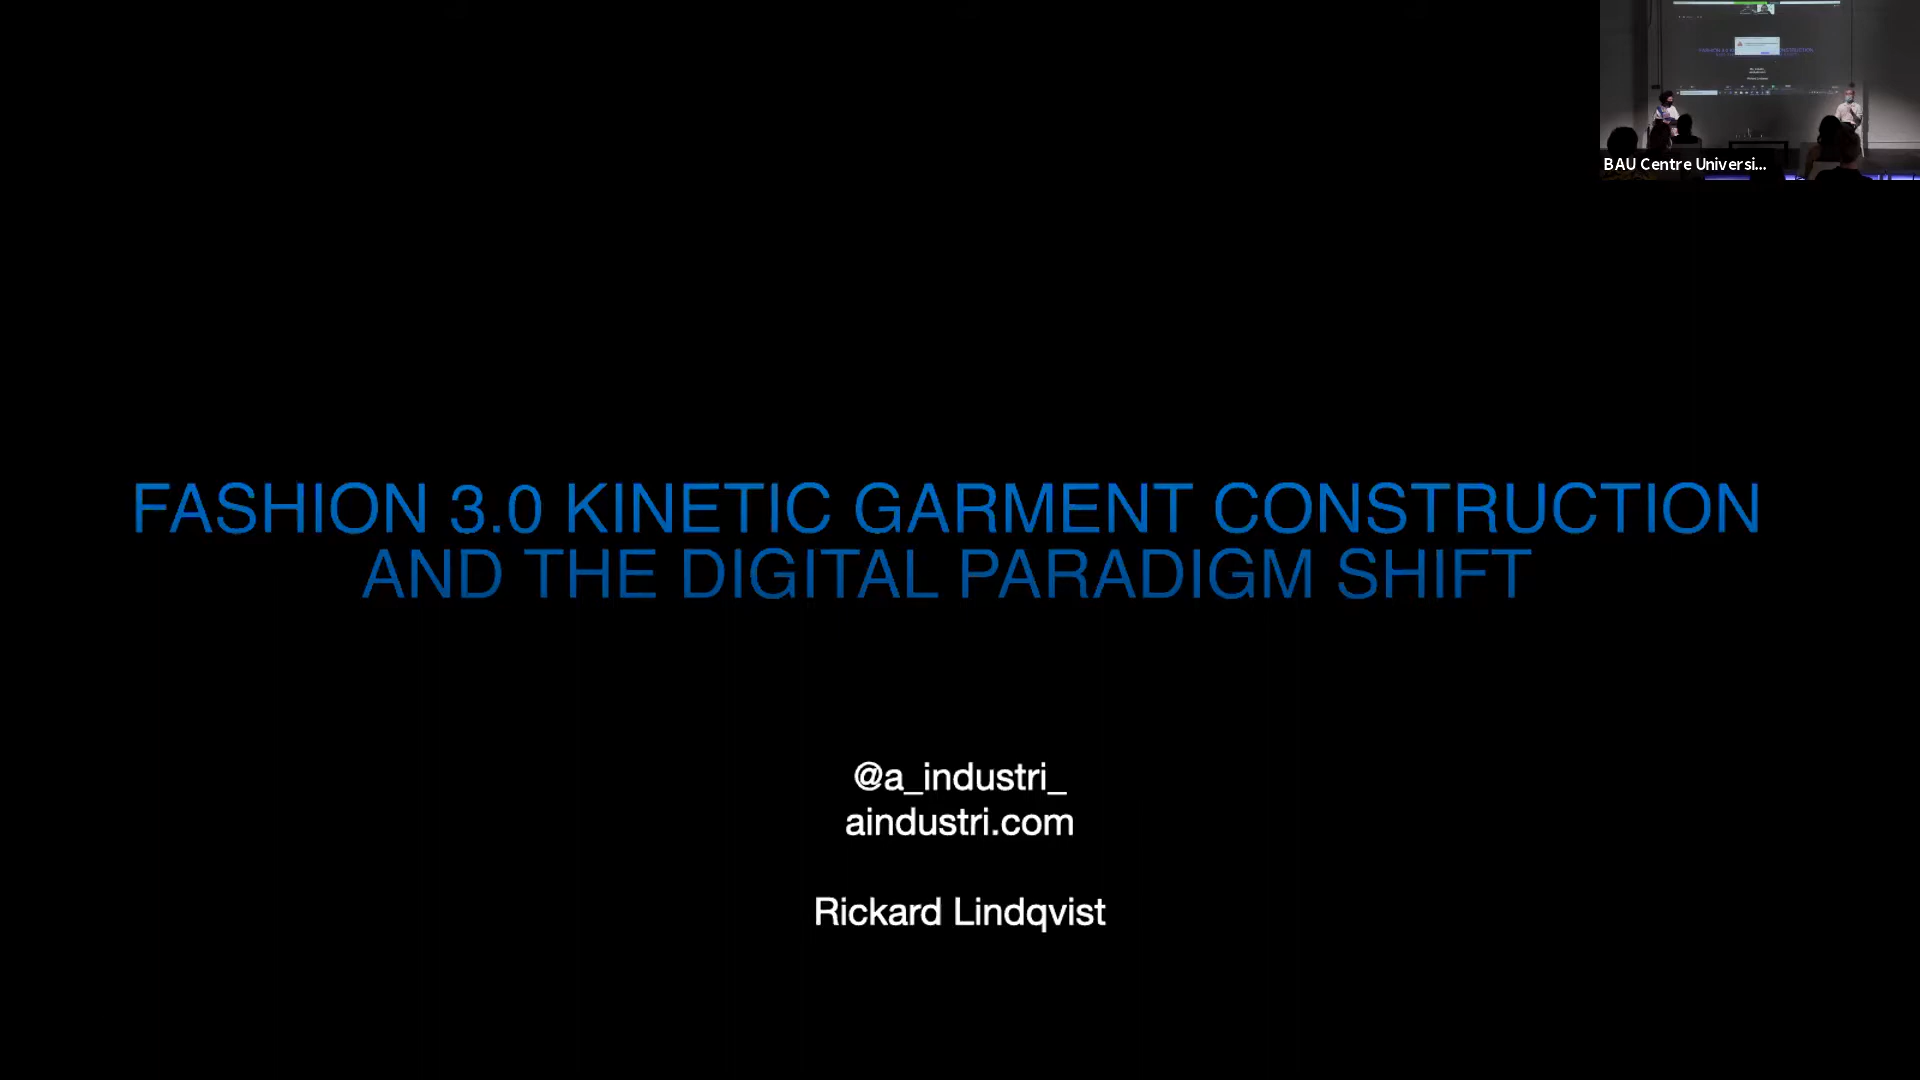 BAU Centre Universi...
FASHION 3.0 KINETIC GARMENT CONSTRUCTION
AND THE DIGITAL PARADIGM SHIFT
@a_industri_
aindustri.com
Rickard Lindqvist